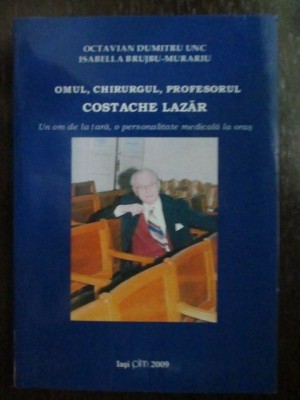 OCTAVIAN DUMITRU UNC
ISABELLA BRUJBU-MURARIU
OMUL, CHIRURGUL, PROFESORUL
COSTACHE LAZĂR
Un om de la țară, o personalitate medicală la oraș
Iași 2009